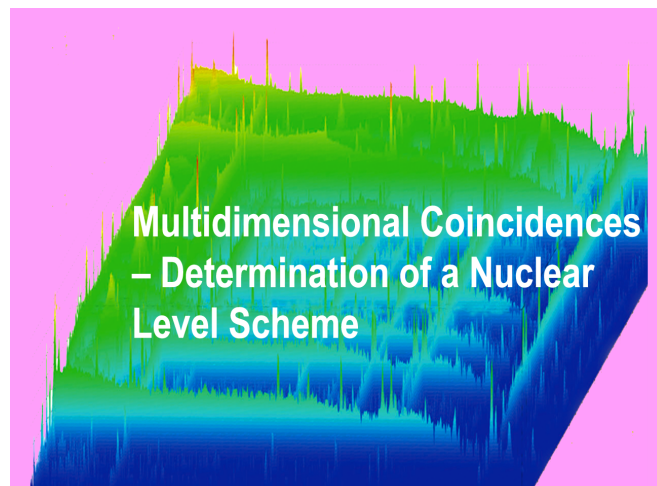 Multidimensional Coincidences
– Determination of a Nuclear
Level Scheme